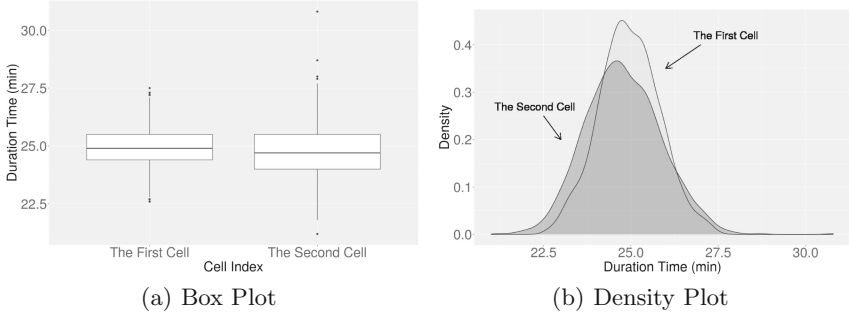 Duration Time (min)
30.0
27.5
25.0
22.5
The First Cell
The Second Cell
Cell Index
(a) Box Plot
Density
0.4
0.3
0.2
0.1
0.0
The First Cell
The Second Cell
22.5
25.0
27.5
30.0
Duration Time (min)
(b) Density Plot